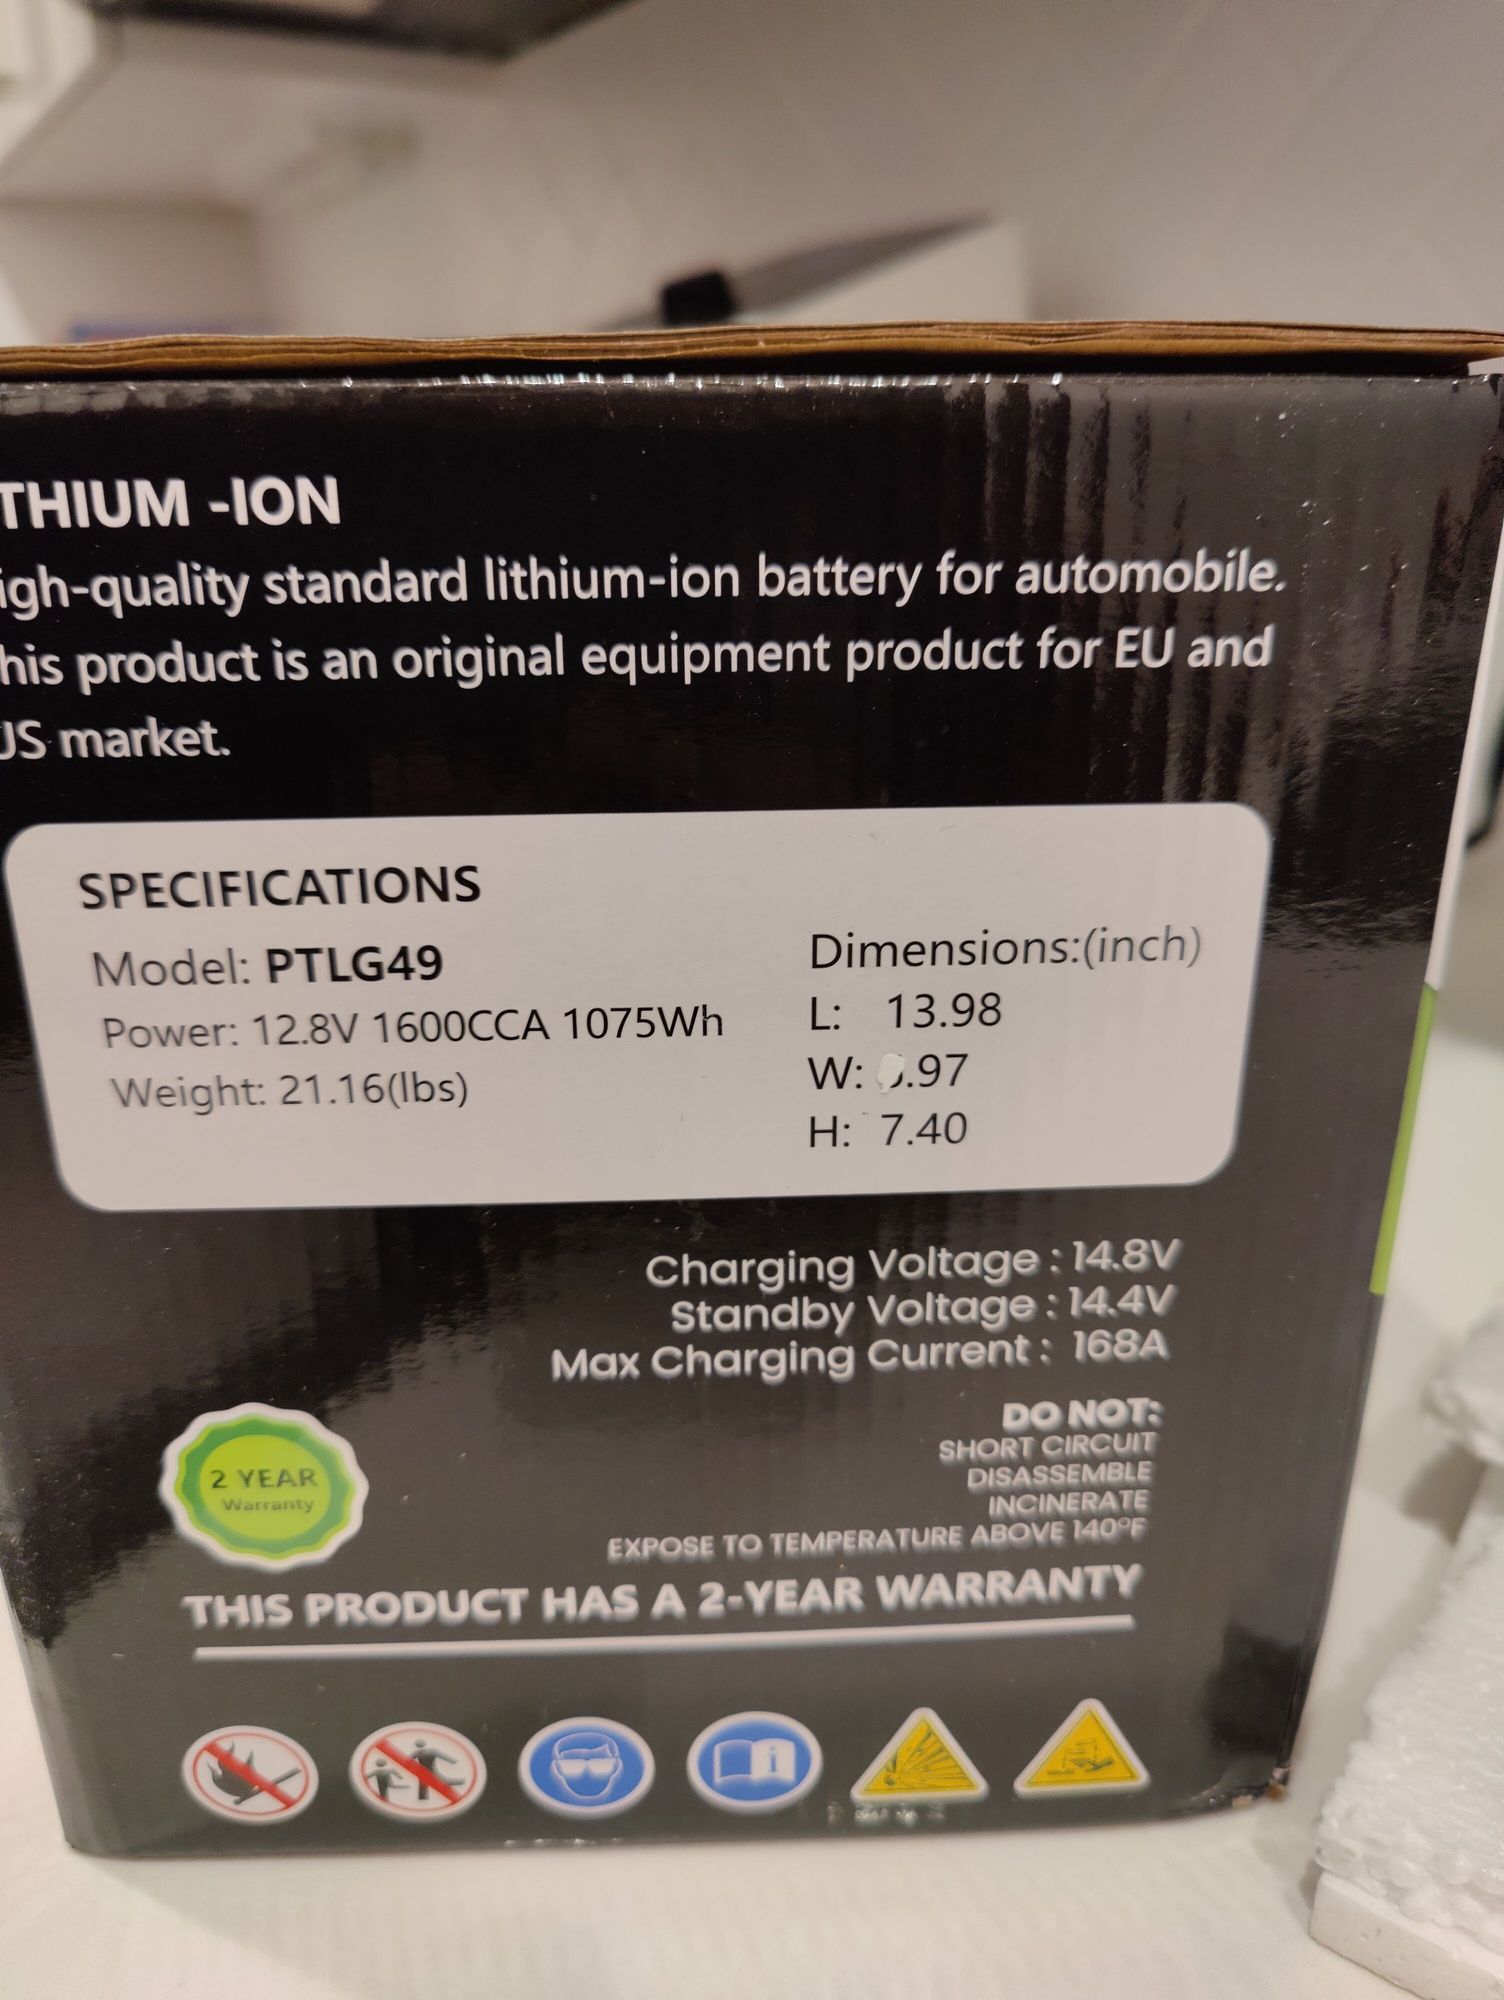 THIUM -ION
igh-quality standard lithium-ion battery for automobile.
his product is an original equipment product for EU and
US market.
SPECIFICATIONS
Model: PTLG49
Power: 12.8V 1600CCA 1075Wh
Weight: 21.16(lbs)
Dimensions:(inch)
L: 13.98
W: .97
H: 7.40
Charging Voltage : 14.8V
Standby Voltage : 14.4V
Max Charging Current : 168A
DO NOT:
SHORT CIRCUIT
DISASSEMBLE
INCINERATE
EXPOSE TO TEMPERATURE ABOVE 140°F
2 YEAR
Warranty
THIS PRODUCT HAS A 2-YEAR WARRANTY